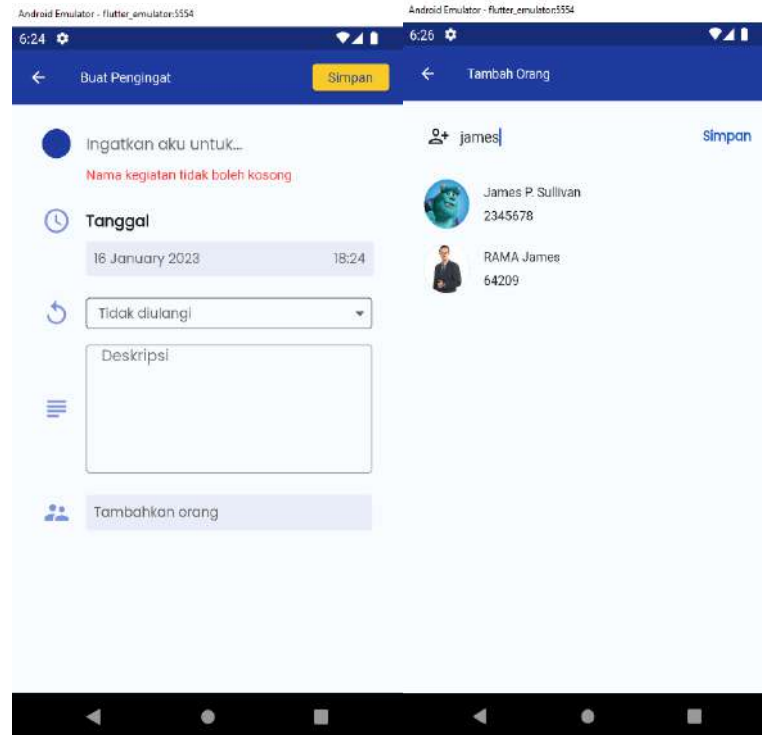 Android Emulator - flutter_emulator:5554
6:24
Buat Pengingat
Simpan
Ingatkan aku untuk...
Nama kegiatan tidak boleh kosong
Tanggal
16 January 2023
18:24
Tidak diulangi
Deskripsi
Tambahkan orang
Android Emulator - flutter_emulator:5554
6:26
Tambah Orang
james
Simpan
James P. Sullivan
2345678
RAMA James
64209